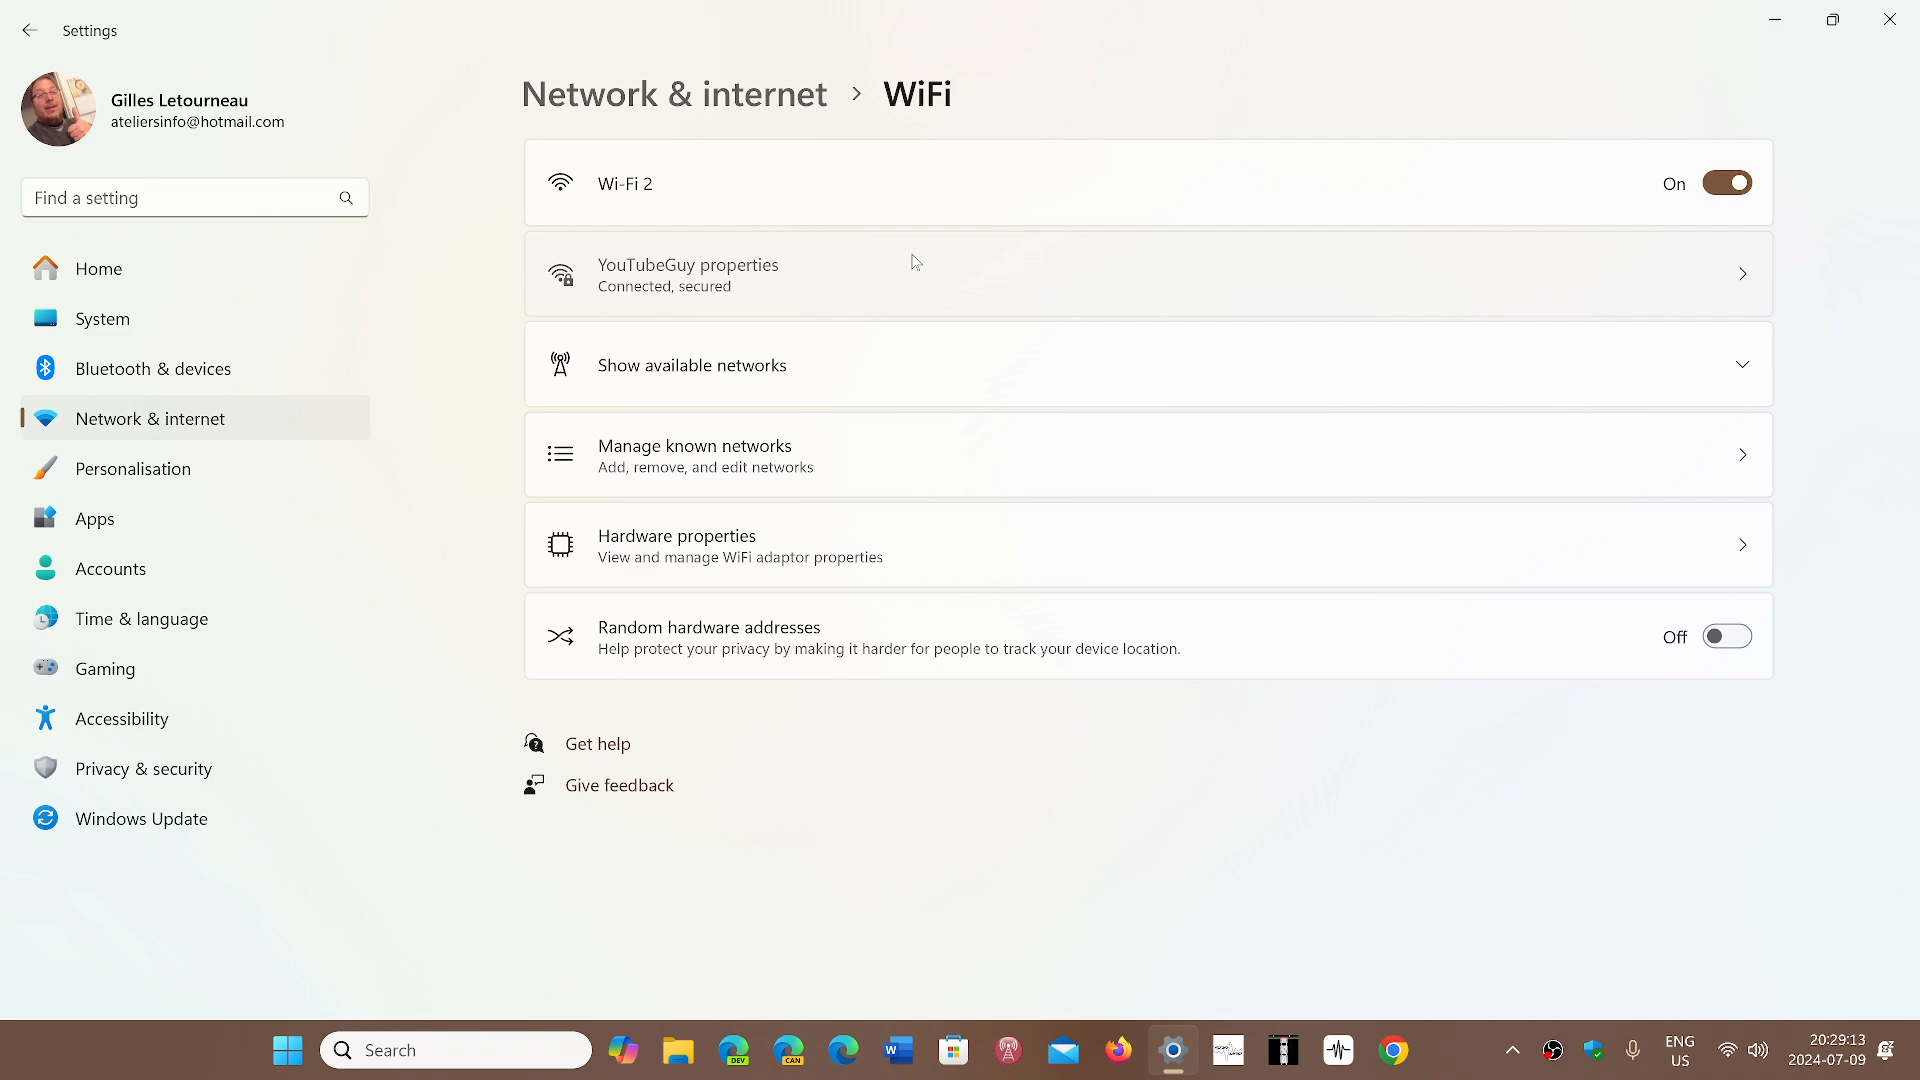 Settings
Gilles Letourneau
ateliersinfo@hotmail.com
Find a setting
Home
System
Bluetooth & devices
Network & internet
Personalisation
Apps
Accounts
Time & language
Gaming
Accessibility
Privacy & security
Windows Update
Network & internet > WiFi
Wi-Fi 2
On
YouTubeGuy properties
Connected, secured
Show available networks
Manage known networks
Add, remove, and edit networks
Hardware properties
View and manage WiFi adaptor properties
Random hardware addresses
Help protect your privacy by making it harder for people to track your device location.
Off
Get help
Give feedback
Search
DEV
CAN
W
ENG
US
20:29:13
2024-07-09